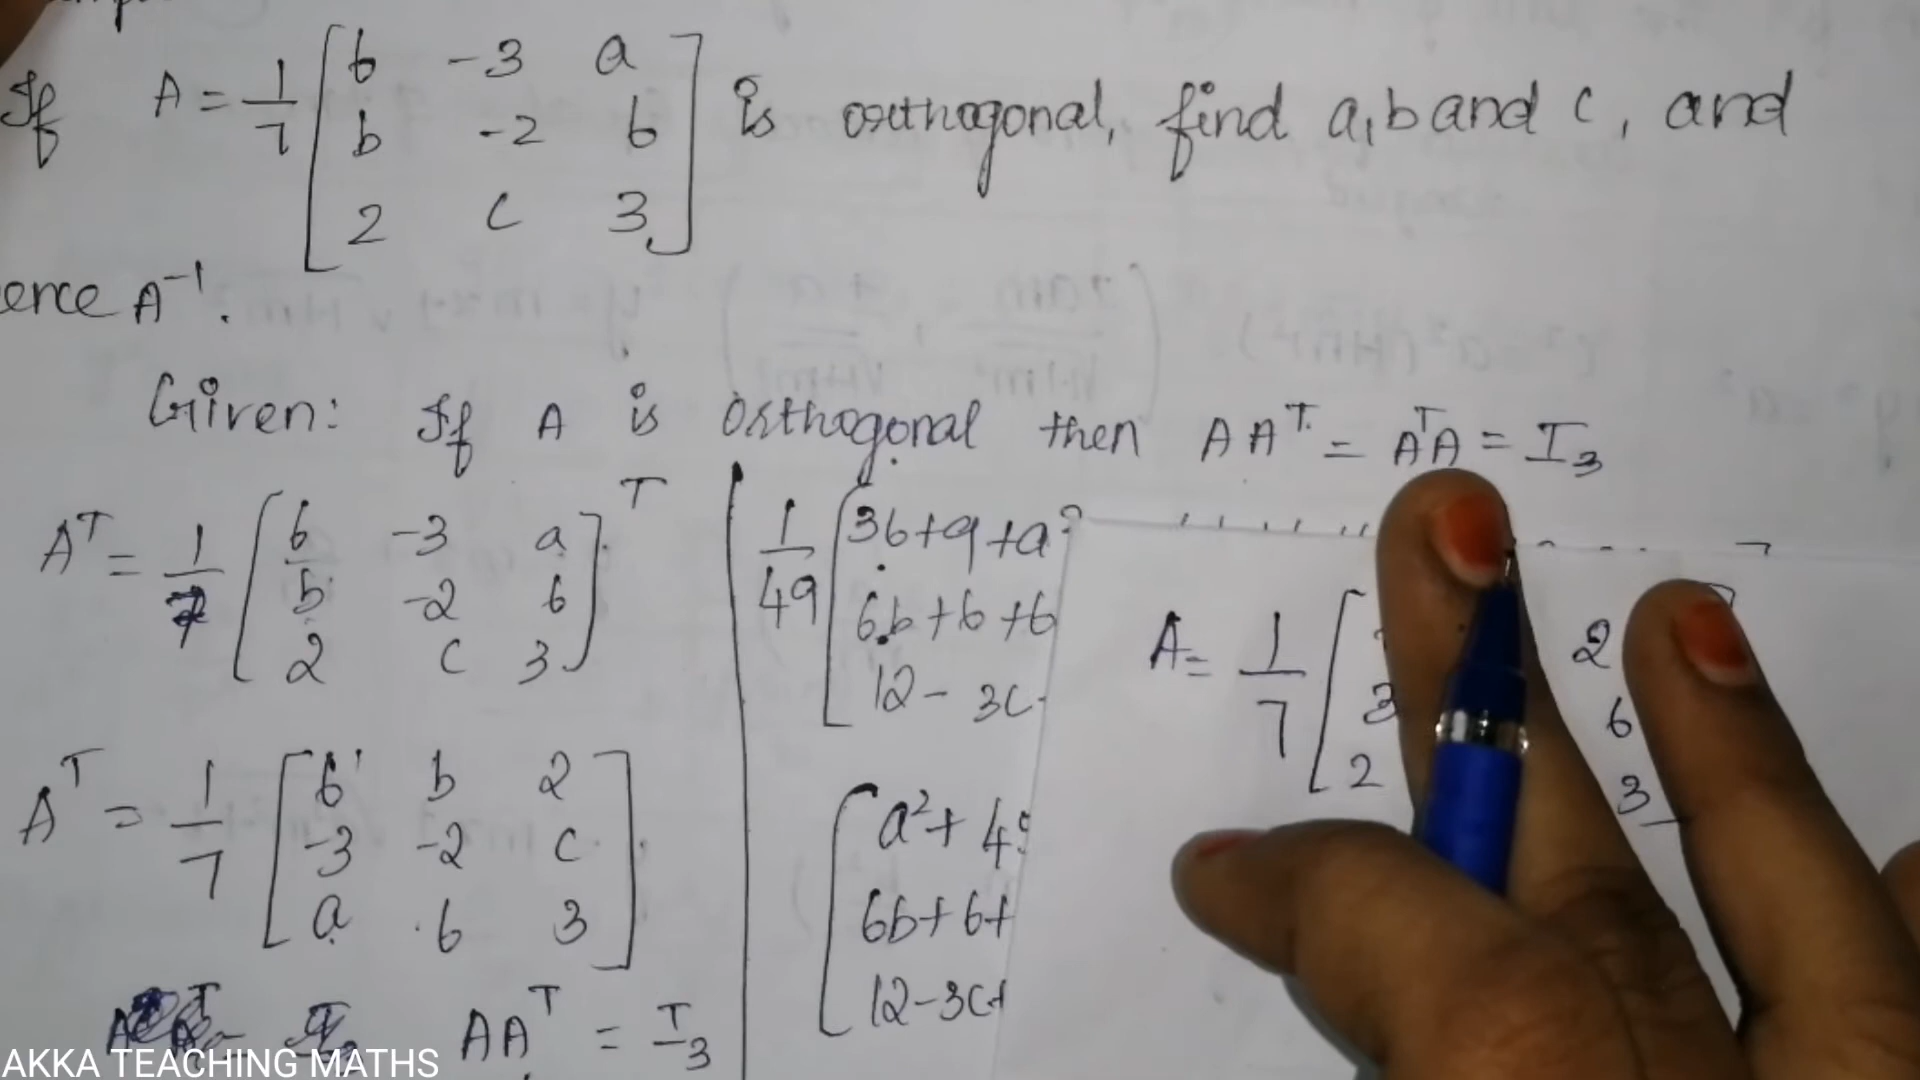 If A = 1/7 [ 6 -3 a
b -2 6
2 c 3 ] is orthogonal, find a, b and c, and
ence A⁻¹.
Given: If A is orthogonal then AAᵀ = AᵀA = I₃
Aᵀ = 1/7 [ 6 -3 a
b -2 6
2 c 3 ] T
Aᵀ = 1/7 [ 6 b 2
-3 -2 c
a 6 3 ]
AAᵀ = I₃
1/49 [ 36+9+a²
6b+6+6
12-3c
[ a²+4
6b+6+
12-3c+
A = 1/7 [ 2
3 6
2 3
AKKA TEACHING MATHS